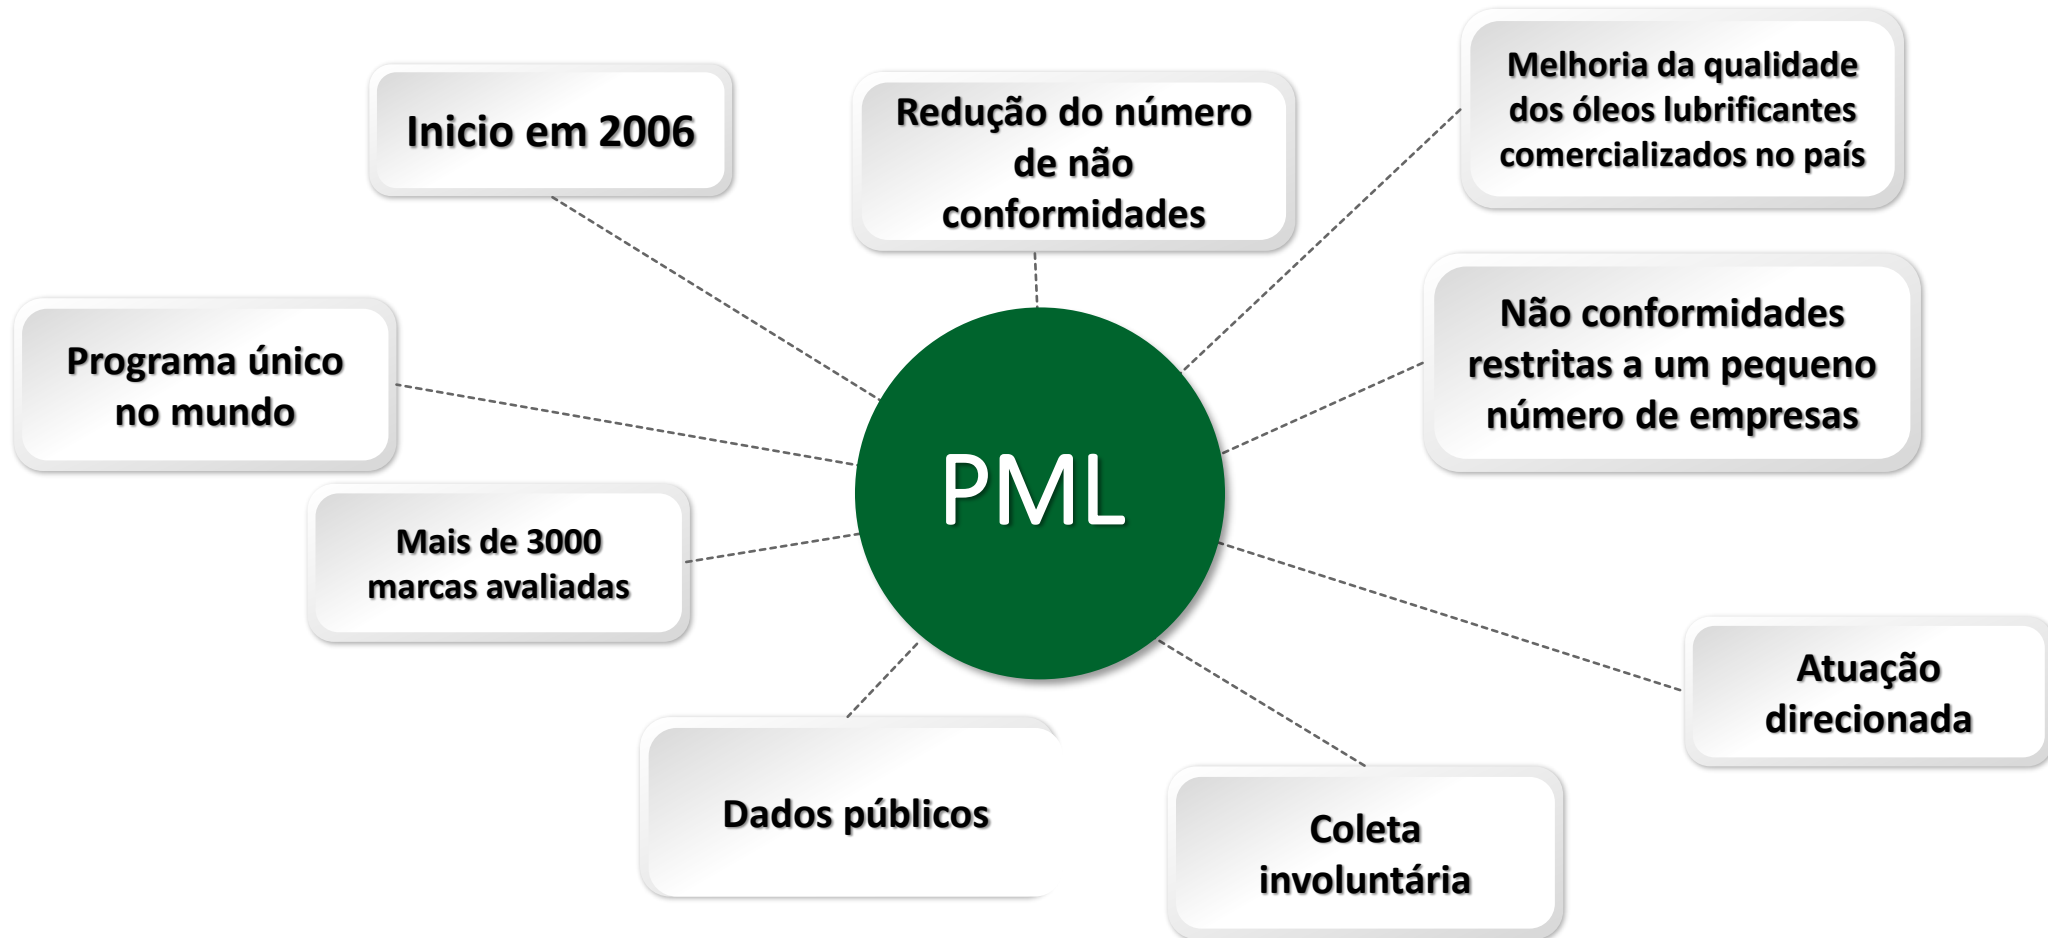 Inicio em 2006
Redução do número
de não
conformidades
Melhoria da qualidade
dos óleos lubrificantes
comercializados no país
Programa único
no mundo
Não conformidades
restritas a um pequeno
número de empresas
PML
Mais de 3000
marcas avaliadas
Atuação
direcionada
Dados públicos
Coleta
involuntária